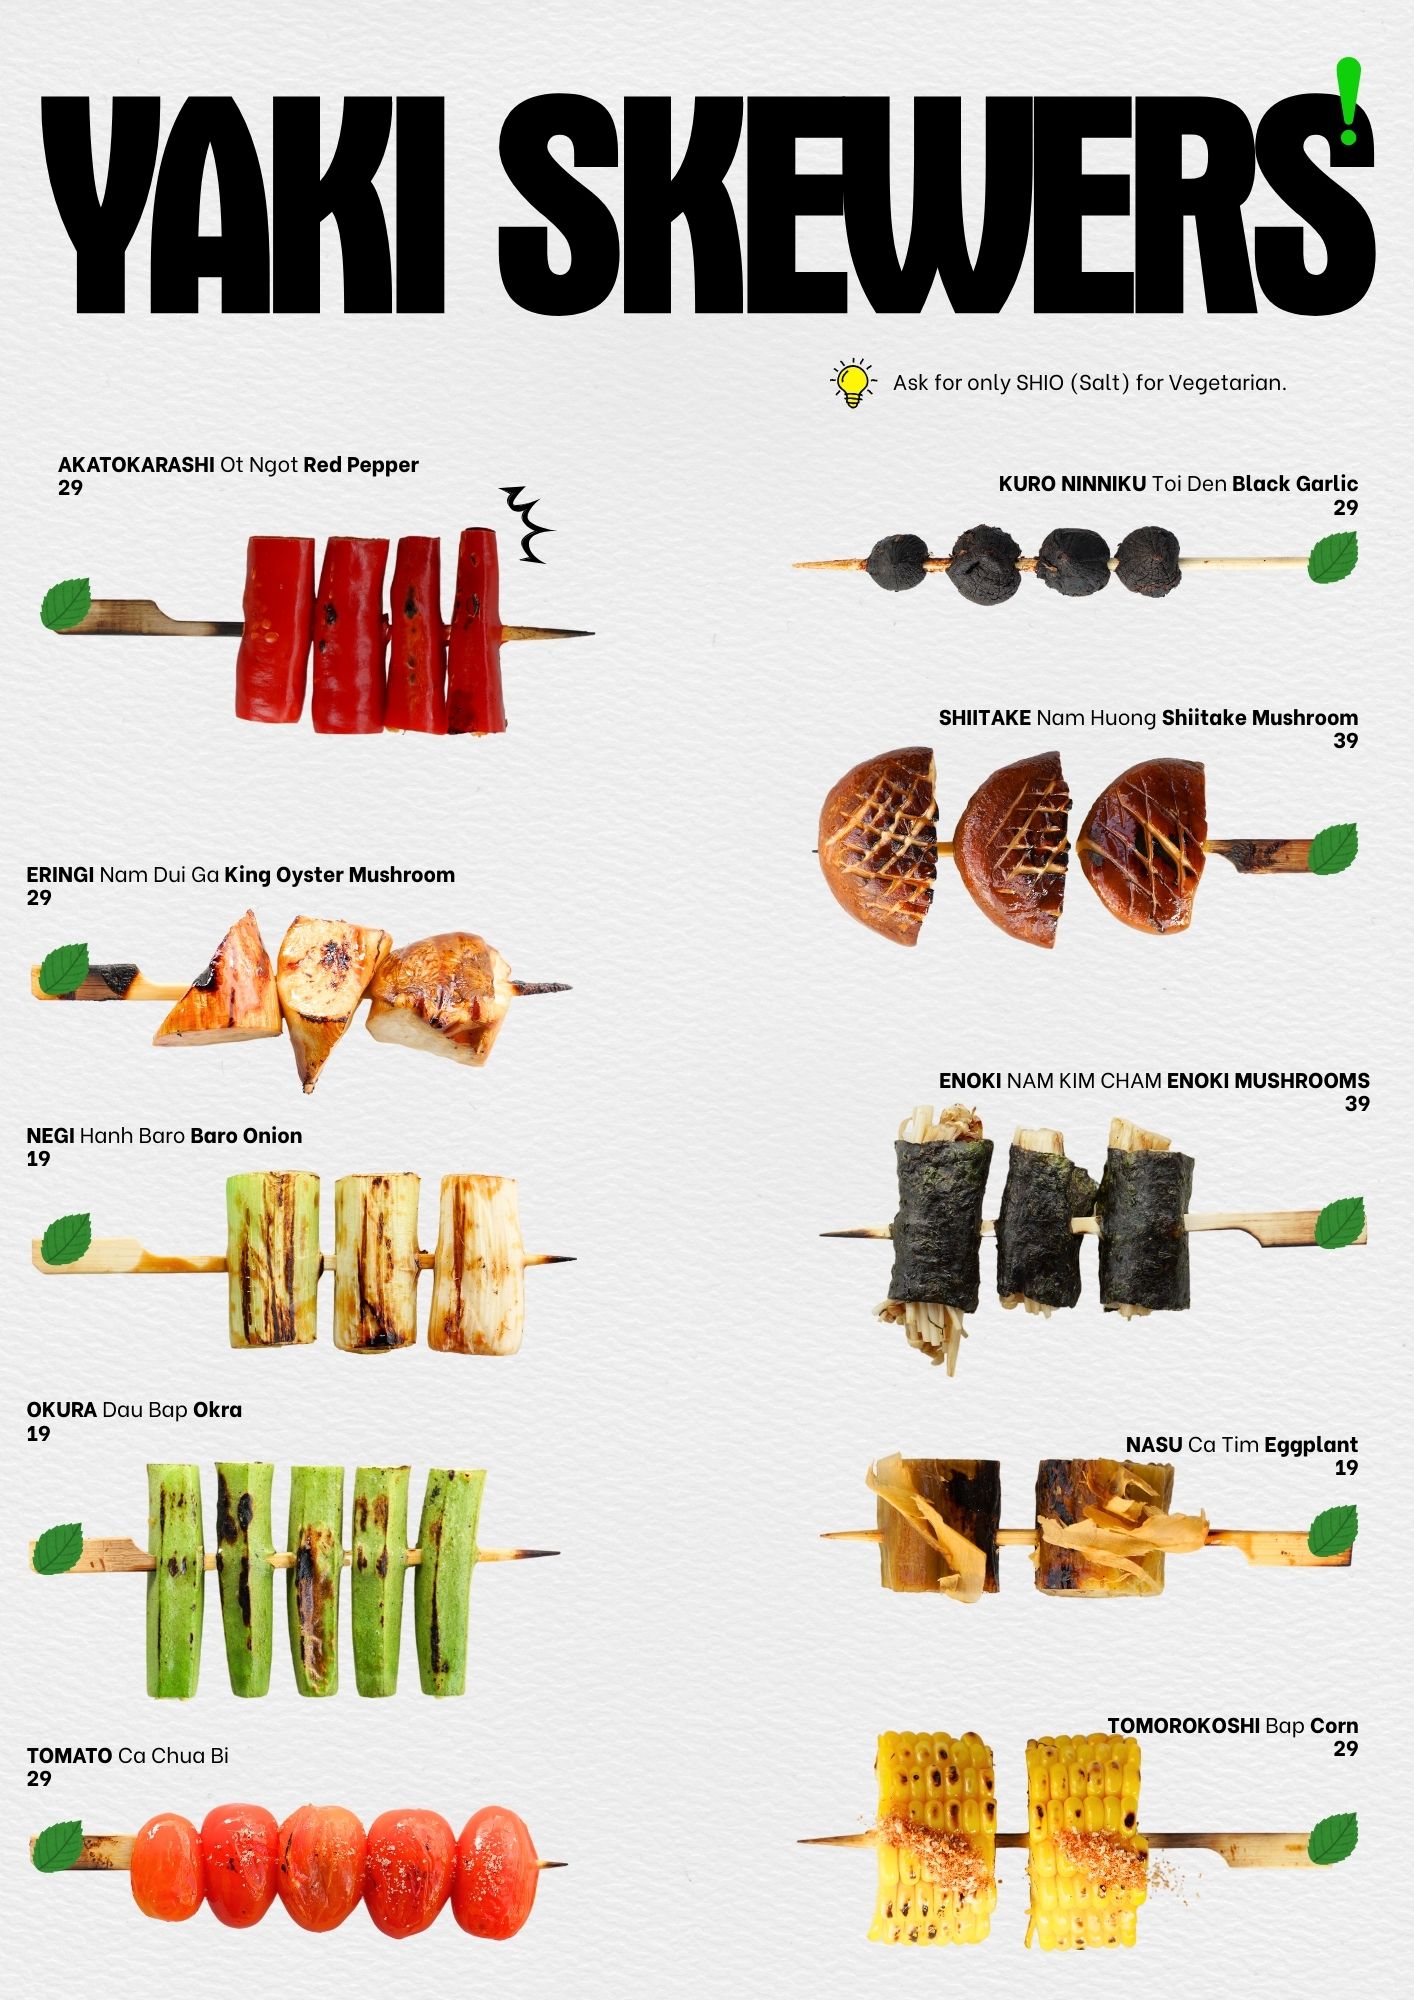 YAKI SKEWERS!
Ask for only SHIO (Salt) for Vegetarian.
AKATOKARASHI Ot Ngot Red Pepper
29
ERINGI Nam Dui Ga King Oyster Mushroom
29
NEGI Hanh Baro Baro Onion
19
OKURA Dau Bap Okra
19
TOMATO Ca Chua Bi
29
KURO NINNIKU Toi Den Black Garlic
29
SHIITAKE Nam Huong Shiitake Mushroom
39
ENOKI NAM KIM CHAM ENOKI MUSHROOMS
39
NASU Ca Tim Eggplant
19
TOMOROKOSHI Bap Corn
29